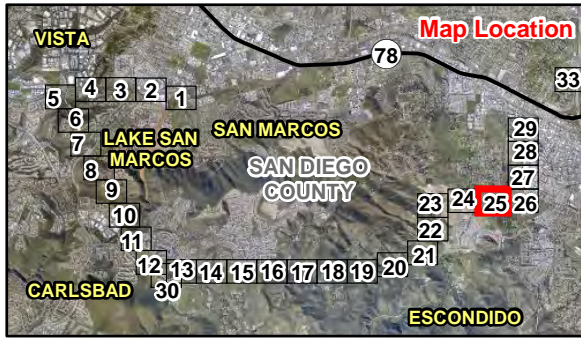 Map Location
VISTA
78
33
5 4 3 2 1
6
29
7
LAKE SAN
MARCOS
SAN MARCOS
28
8
SAN DIEGO
COUNTY
27
9
23 24 25 26
10
22
11
21
12 13 14 15 16 17 18 19 20
30
CARLSBAD
ESCONDIDO